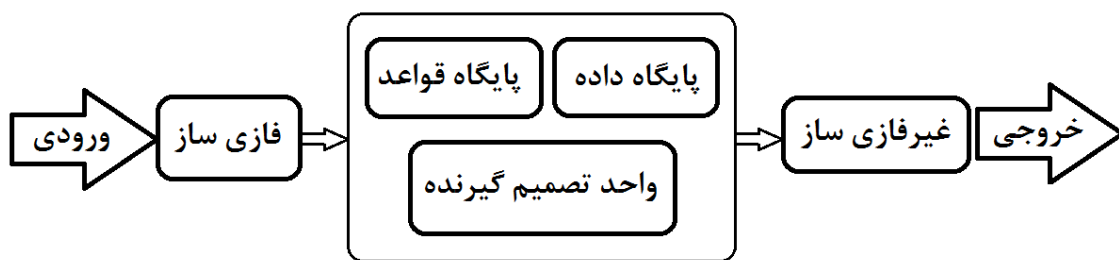 ورودی
فازی ساز
پایگاه قواعد
پایگاه داده
واحد تصمیم گیرنده
غیرفازی ساز
خروجی